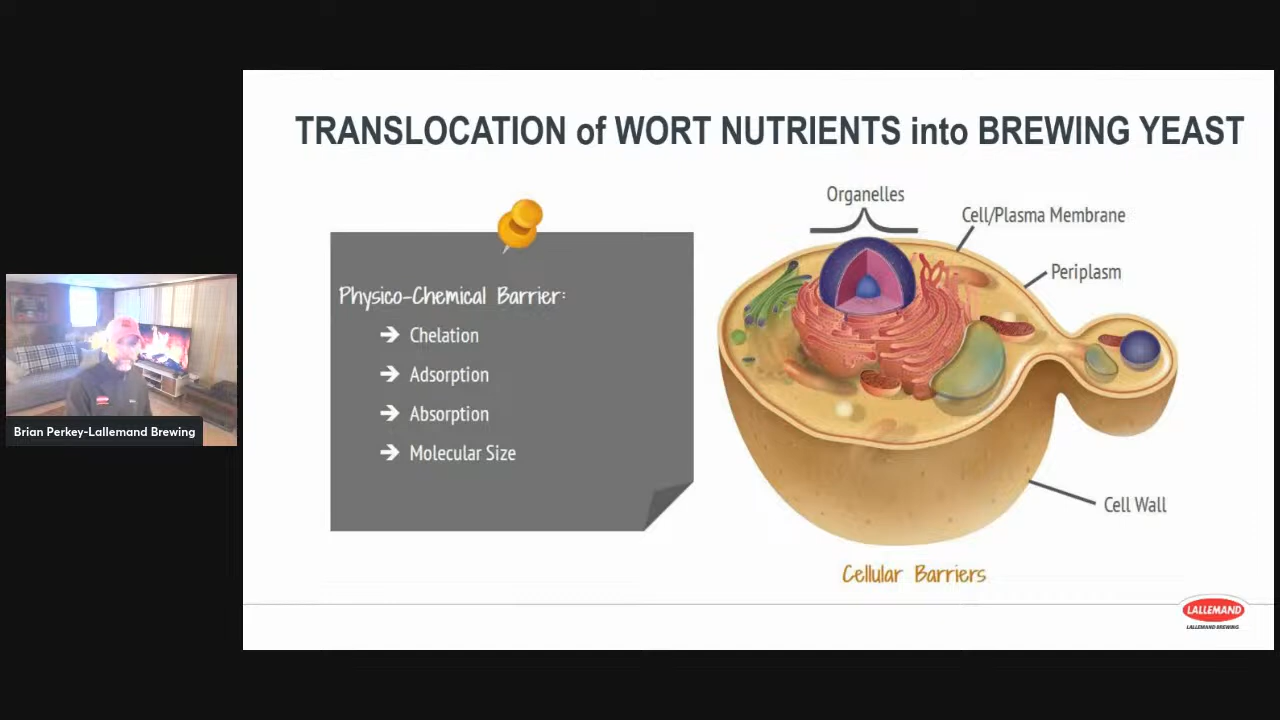 TRANSLOCATION of WORT NUTRIENTS into BREWING YEAST
Organelles
Cell/Plasma Membrane
Periplasm
Physico-Chemical Barrier:
➔ Chelation
➔ Adsorption
➔ Absorption
➔ Molecular Size
Brian Perkey-Lallemand Brewing
Cell Wall
Cellular Barriers
LALLEMAND
LALLEMAND BREWING